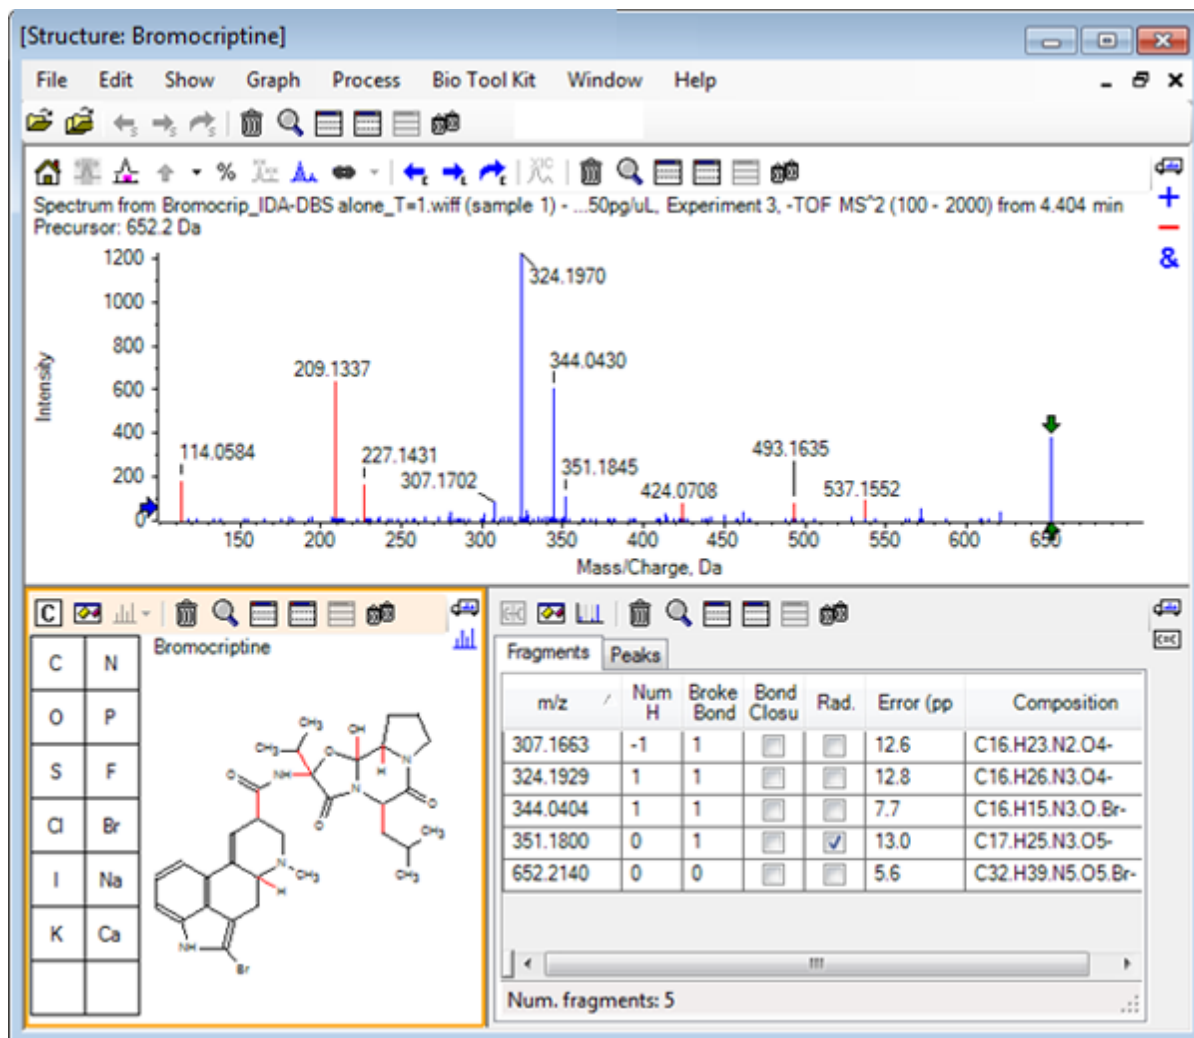 [Structure: Bromocriptine]
File Edit Show Graph Process Bio Tool Kit Window Help
%
XIC
Spectrum from Bromocrip_IDA-DBS alone_T=1.wiff (sample 1) - ...50pg/uL, Experiment 3, -TOF MS^2 (100 - 2000) from 4.404 min
Precursor: 652.2 Da
+
&
1200
1000
800
600
400
200
0
Intensity
324.1970
344.0430
209.1337
114.0584
227.1431
307.1702
351.1845
424.0708
493.1635
537.1552
150 200 250 300 350 400 450 500 550 600 650
Mass/Charge, Da
C
Bromocriptine
C N
O P
S F
Cl Br
I Na
K Ca
CH3
OH
CH3
O
H
N
O
NH
N
O
O
CH3
N
CH3
CH3
H
NH
Br
Fragments Peaks
m/z Num H Broke Bond Bond Closu Rad. Error (pp Composition
307.1663 -1 1 12.6 C16.H23.N2.O4-
324.1929 1 1 12.8 C16.H26.N3.O4-
344.0404 1 1 7.7 C16.H15.N3.O.Br-
351.1800 0 1 13.0 C17.H25.N3.O5-
652.2140 0 0 5.6 C32.H39.N5.O5.Br-
Num. fragments: 5